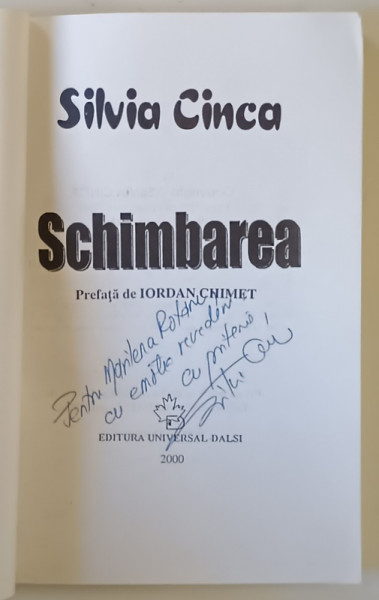 Silvia Cinca
Schimbarea
Prefață de IORDAN CHIMET
Pentru Marilena Rotaru
cu emoția revederii
cu prietenie,
EDITURA UNIVERSAL DALSI
2000